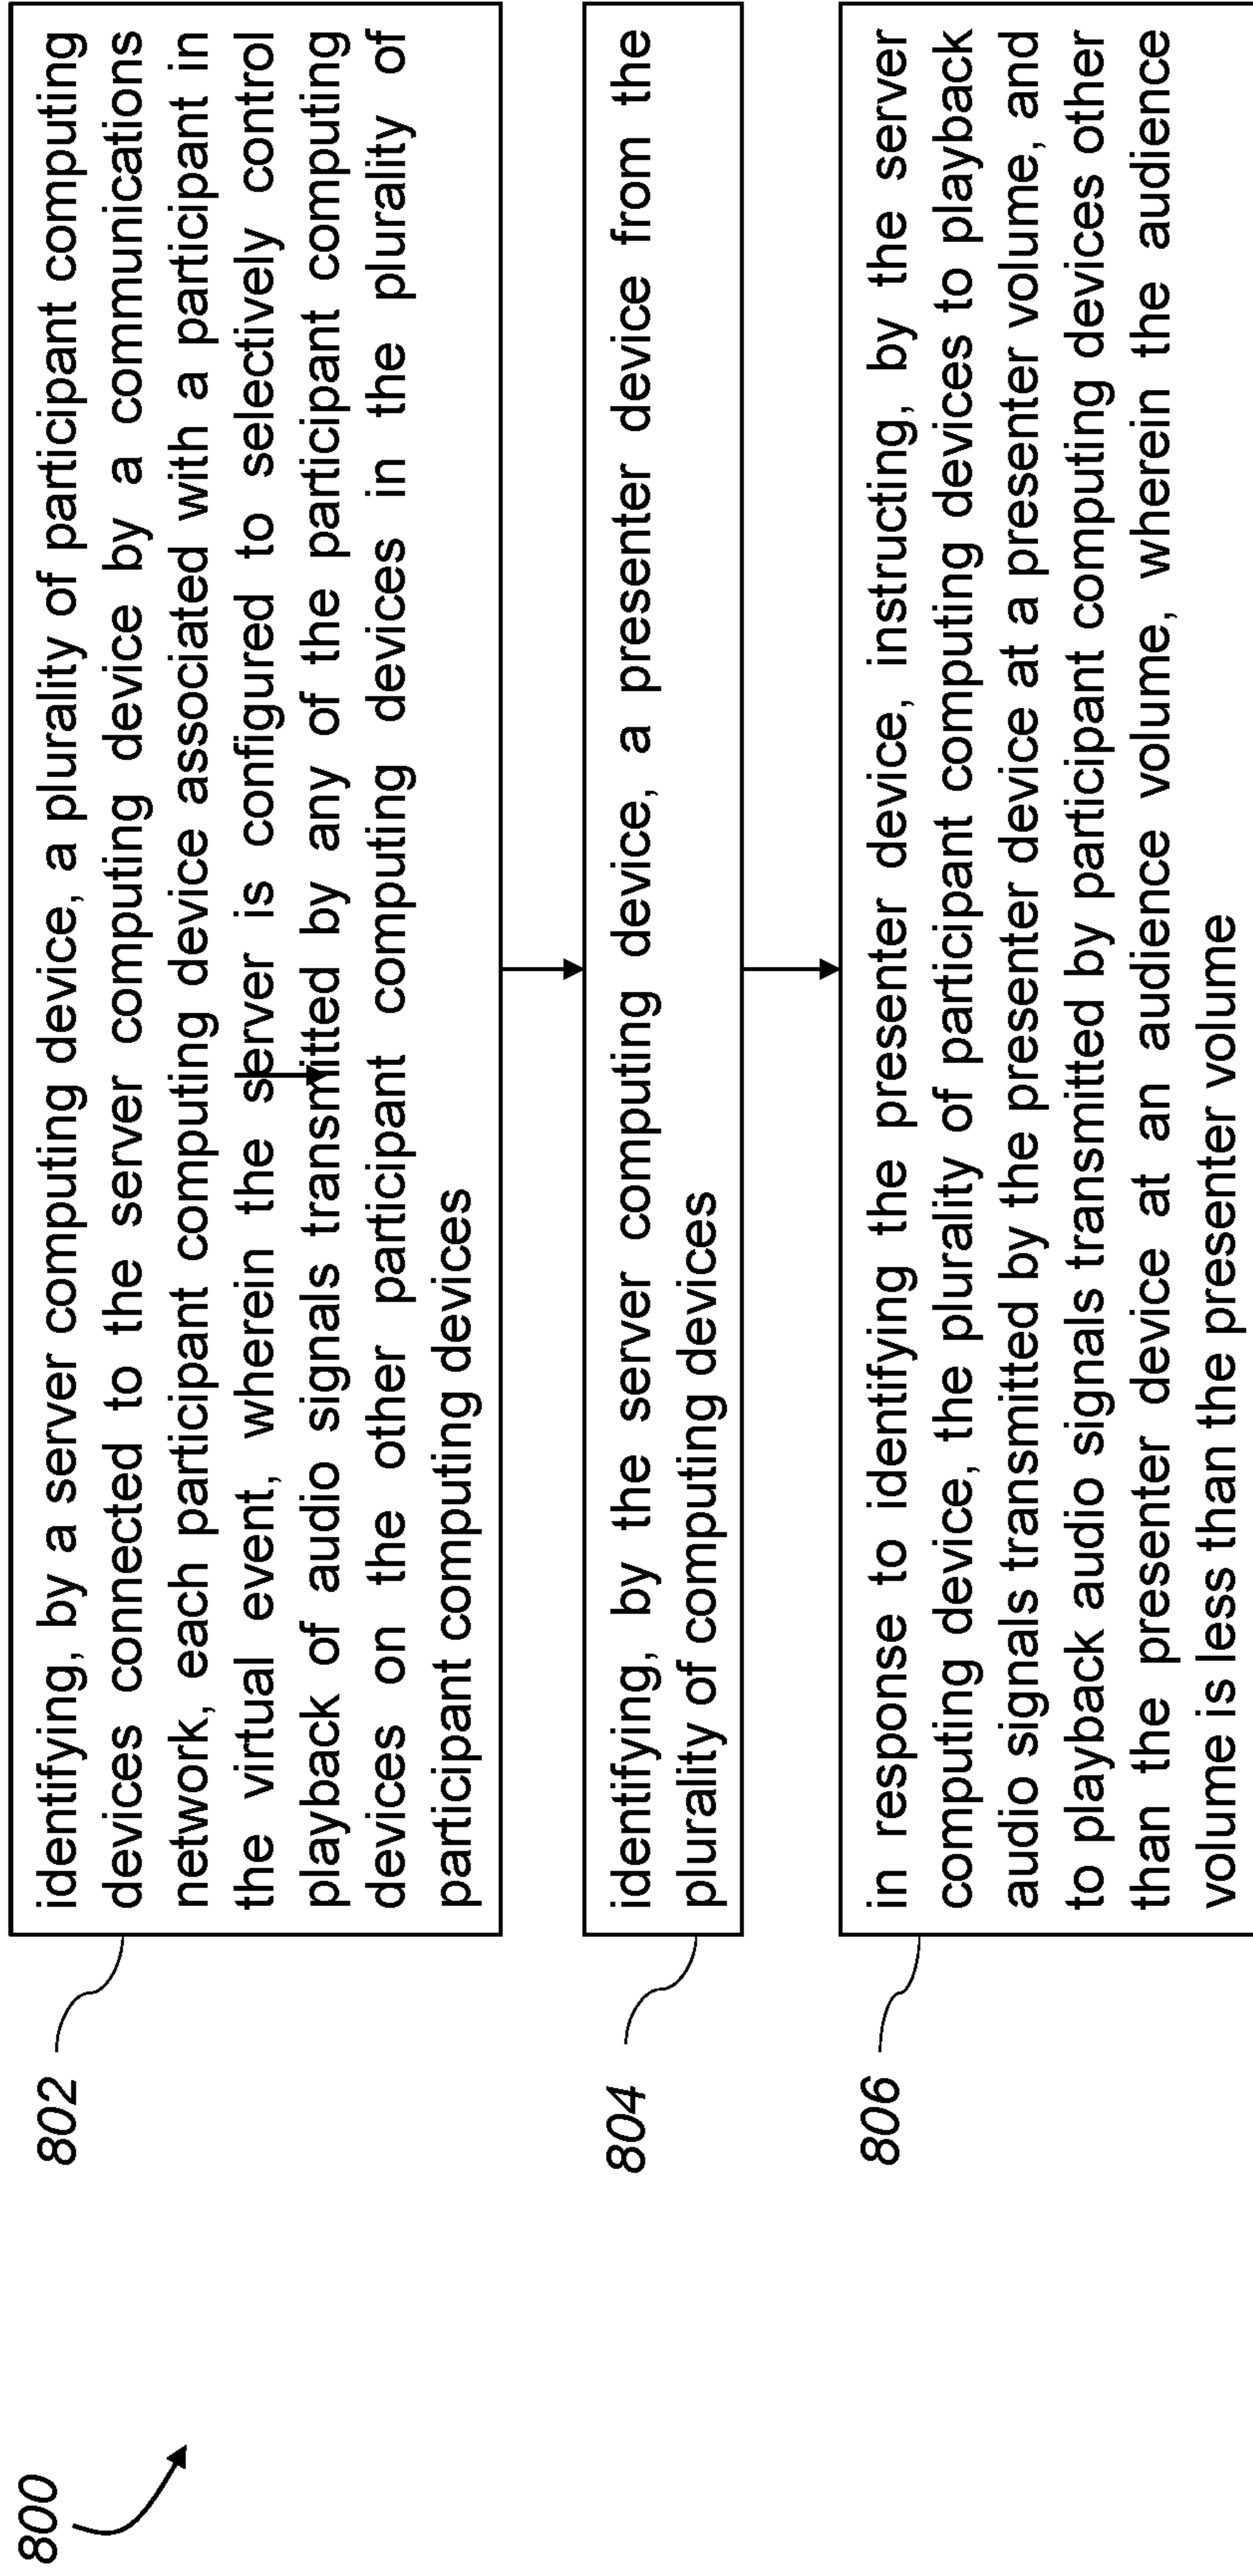 800
802
identifying, by a server computing device, a plurality of participant computing
devices connected to the server computing device by a communications
network, each participant computing device associated with a participant in
the virtual event, wherein the server is configured to selectively control
playback of audio signals transmitted by any of the participant computing
devices on the other participant computing devices in the plurality of
participant computing devices
804
identifying, by the server computing device, a presenter device from the
plurality of computing devices
806
in response to identifying the presenter device, instructing, by the server
computing device, the plurality of participant computing devices to playback
audio signals transmitted by the presenter device at a presenter volume, and
to playback audio signals transmitted by participant computing devices other
than the presenter device at an audience volume, wherein the audience
volume is less than the presenter volume